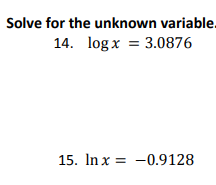 Solve for the unknown variable.
14. log x = 3.0876
15. ln x = −0.9128